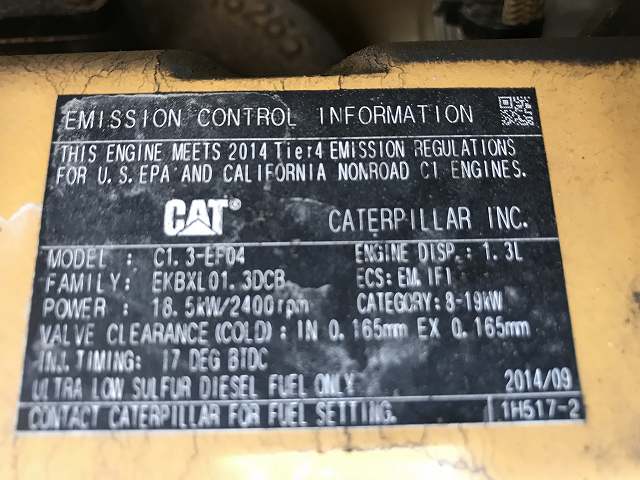 EMISSION CONTROL INFORMATION
THIS ENGINE MEETS 2014 Tier4 EMISSION REGULATIONS
FOR U.S.EPA AND CALIFORNIA NONROAD CI ENGINES.
CAT® CATERPILLAR INC.
MODEL : C1.3-EF04 ENGINE DISP.: 1.3L
FAMILY: EKBXL01.3DCB ECS: EM, IFI
POWER : 18.5kW/2400rpm CATEGORY: 8-19kW
VALVE CLEARANCE(COLD): IN 0.165mm EX 0.165mm
INJ.TIMING: 17 DEG BTDC
ULTRA LOW SULFUR DIESEL FUEL ONLY 2014/09
CONTACT CATERPILLAR FOR FUEL SETTING. 1H517-2